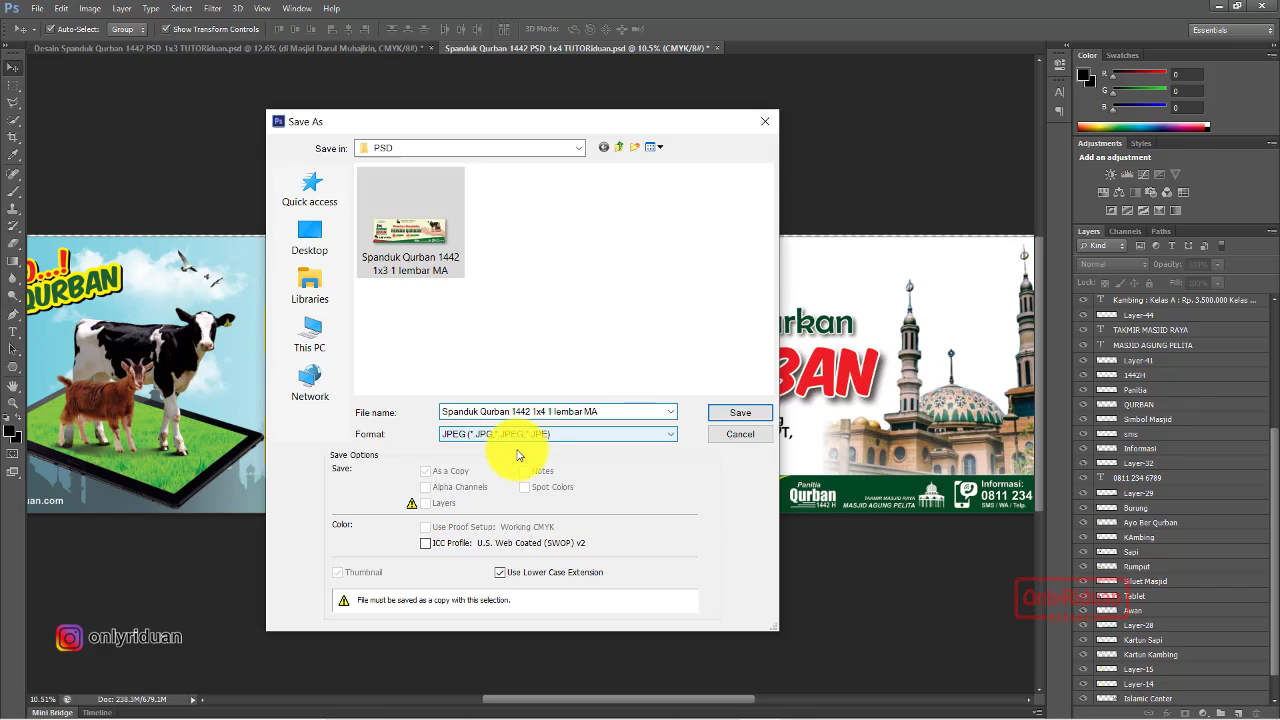 Ps File Edit Image Layer Type Select Filter 3D View Window Help
Auto-Select: Group Show Transform Controls 3D Mode: Essentials
Desain Spanduk Qurban 1442 PSD 1x3 TUTORiduan.psd @ 12.6% (di Masjid Darul Muhajirin, CMYK/8#) *
Spanduk Qurban 1442 PSD 1x4 TUTORiduan.psd @ 10.5% (CMYK/8#) *
Save As
Save in: PSD
Quick access
Desktop
Libraries
This PC
Network
Spanduk Qurban 1442
1x3 1 lembar MA
File name: Spanduk Qurban 1442 1x4 1 lembar MA
Save
Format: JPEG (*.JPG;*.JPEG;*.JPE)
Cancel
Save Options
Save: As a Copy Notes
Alpha Channels Spot Colors
Layers
Color: Use Proof Setup: Working CMYK
ICC Profile: U.S. Web Coated (SWOP) v2
Thumbnail Use Lower Case Extension
File must be saved as a copy with this selection.
O...!
QURBAN
ud.com
urkan
BAN
g
PT,
Panitia
Qurban
1442 H
TAKMIR MASJID RAYA
MASJID AGUNG PELITA
Informasi:
0811 234
SMS / WA / Telp.
onlyriduan
OnlyRiduan
Color Swatches
R 0
G 0
B 0
Adjustments Styles
Add an adjustment
Layers Channels Paths
Kind
Normal Opacity: 100%
Lock: Fill: 100%
Kambing : Kelas A : Rp. 3.500.000 Kelas ...
Layer-44
TAKMIR MASJID RAYA
MASJID AGUNG PELITA
Layer-41
1442H
Panitia
QURBAN
Simbol
sms
Informasi
Layer-32
0811 234 6789
Layer-29
Burung
Ayo Ber Qurban
KAmbing
Sapi
Rumput
Siluet Masjid
Tablet
Awan
Layer-28
Kartun Sapi
Kartun Kambing
Layer-15
Layer-14
Islamic Center
10.51% Doc: 238.3M/679.1M
Mini Bridge Timeline